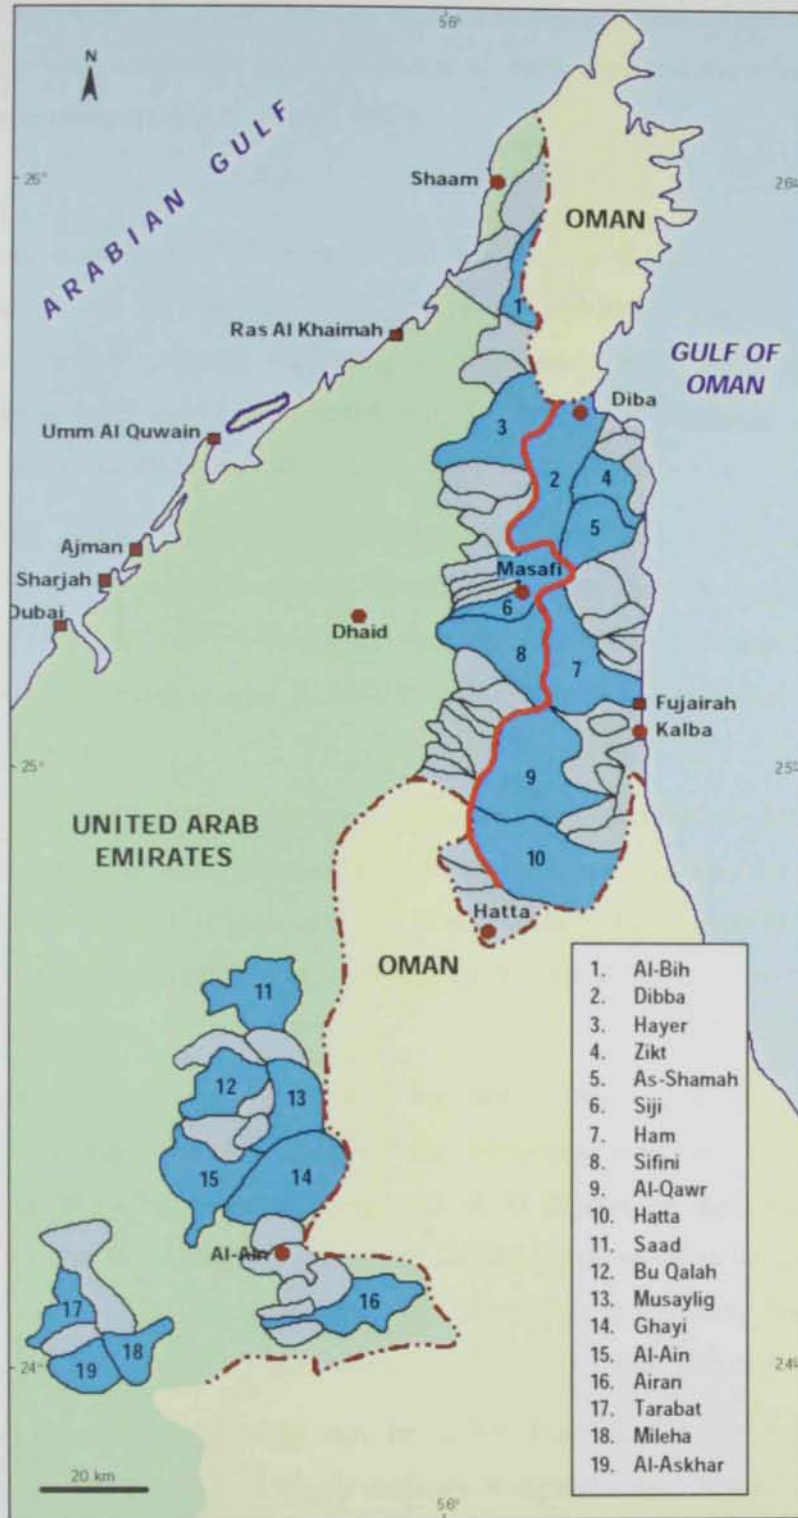 56°
N
26°
26°
ARABIAN GULF
Shaam
OMAN
1
Ras Al Khaimah
GULF OF
OMAN
Diba
3
Umm Al Quwain
2
4
5
Ajman
Masafi
Sharjah
6
Dubai
Dhaid
8
7
Fujairah
Kalba
25°
25°
9
UNITED ARAB
EMIRATES
10
Hatta
OMAN
11
12
13
15
14
Al-Ain
16
17
18
19
24°
24°
20 km
56°
1. Al-Bih
2. Dibba
3. Hayer
4. Zikt
5. As-Shamah
6. Siji
7. Ham
8. Sifini
9. Al-Qawr
10. Hatta
11. Saad
12. Bu Qalah
13. Musaylig
14. Ghayi
15. Al-Ain
16. Airan
17. Tarabat
18. Mileha
19. Al-Askhar